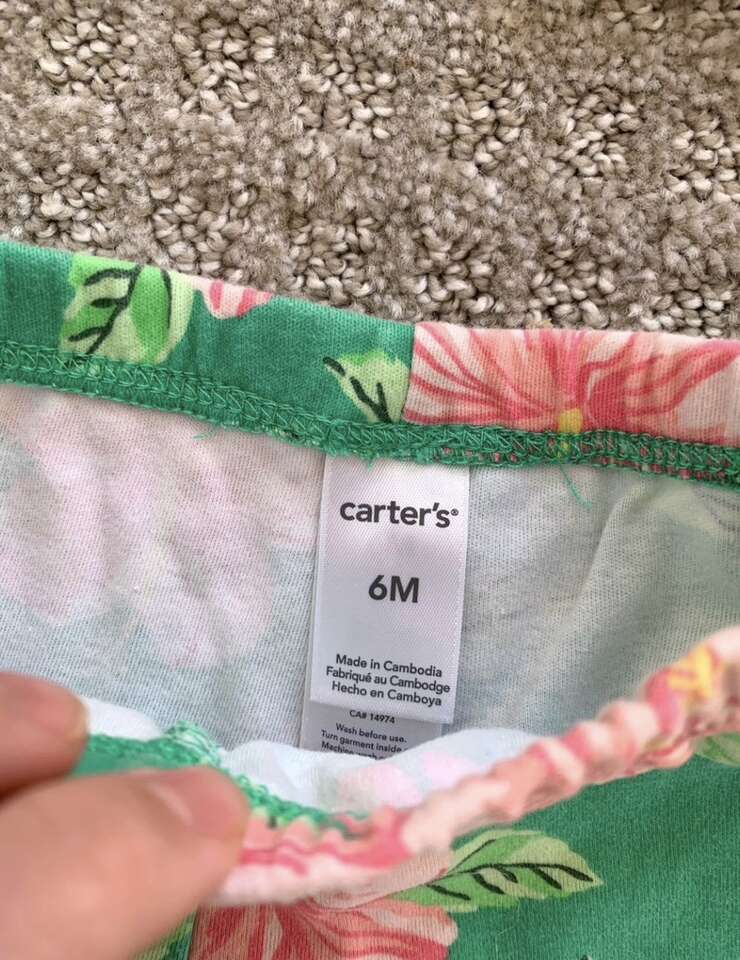 carter's®
6M
Made in Cambodia
Fabriqué au Cambodge
Hecho en Camboya
CA# 14974
Wash before use.
Turn garment inside